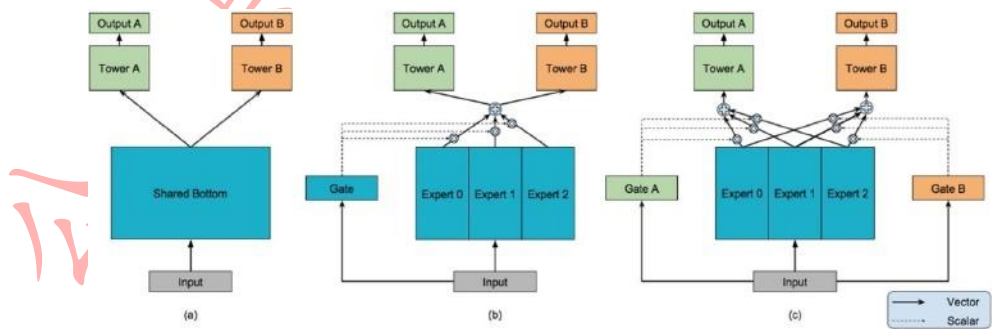 Output A Output B Output A Output B Output A Output B
Tower A Tower B Tower A Tower B Tower A Tower B
Shared Bottom Gate Expert 0 Expert 1 Expert 2 Gate A Expert 0 Expert 1 Expert 2 Gate B
Input Input Input
(a) (b) (c)
Vector
Scalar